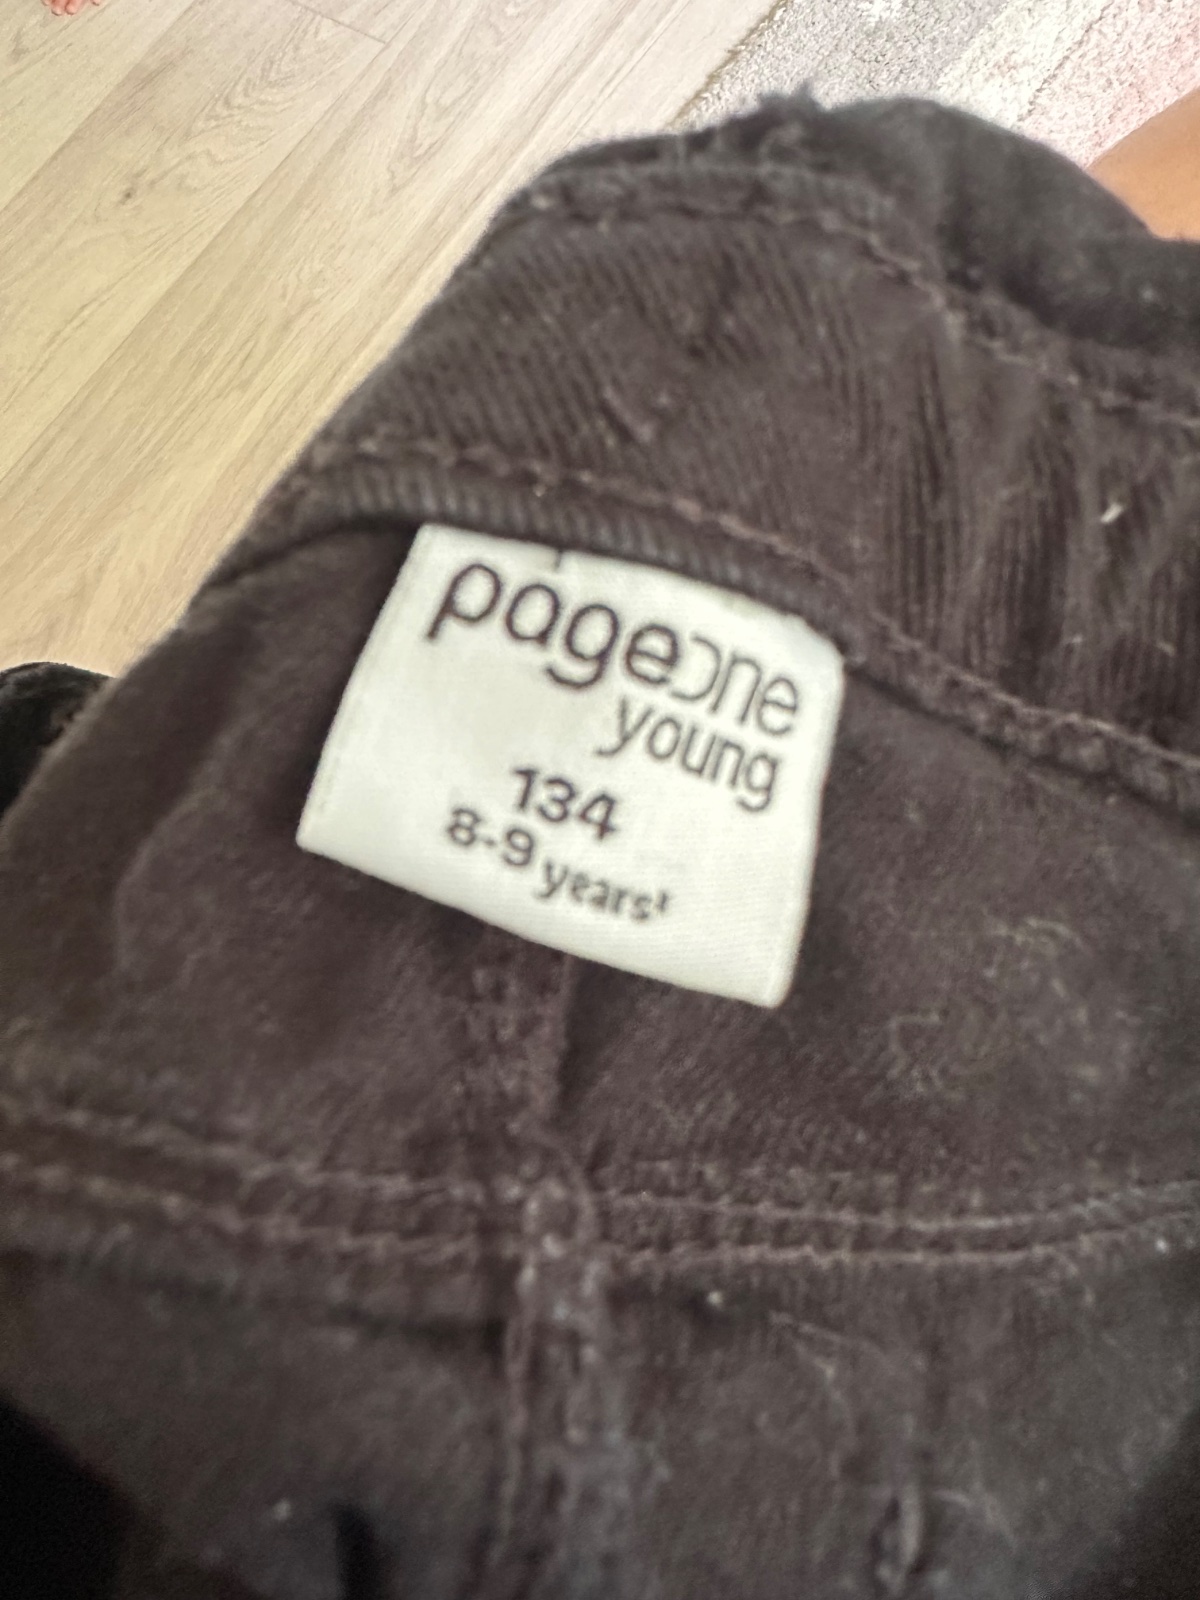 pageone
young
134
8-9 years